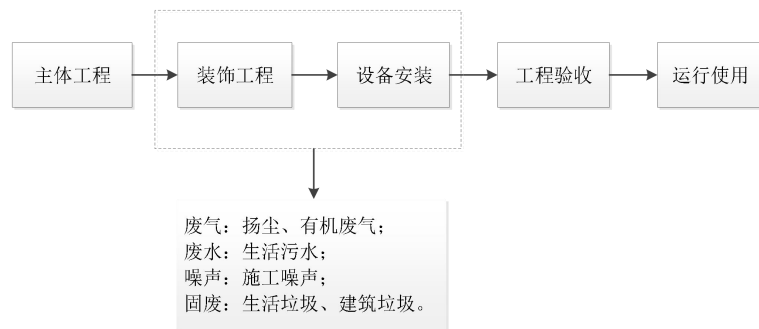 主体工程
装饰工程
设备安装
工程验收
运行使用
废气：扬尘、有机废气；
废水：生活污水；
噪声：施工噪声；
固废：生活垃圾、建筑垃圾。